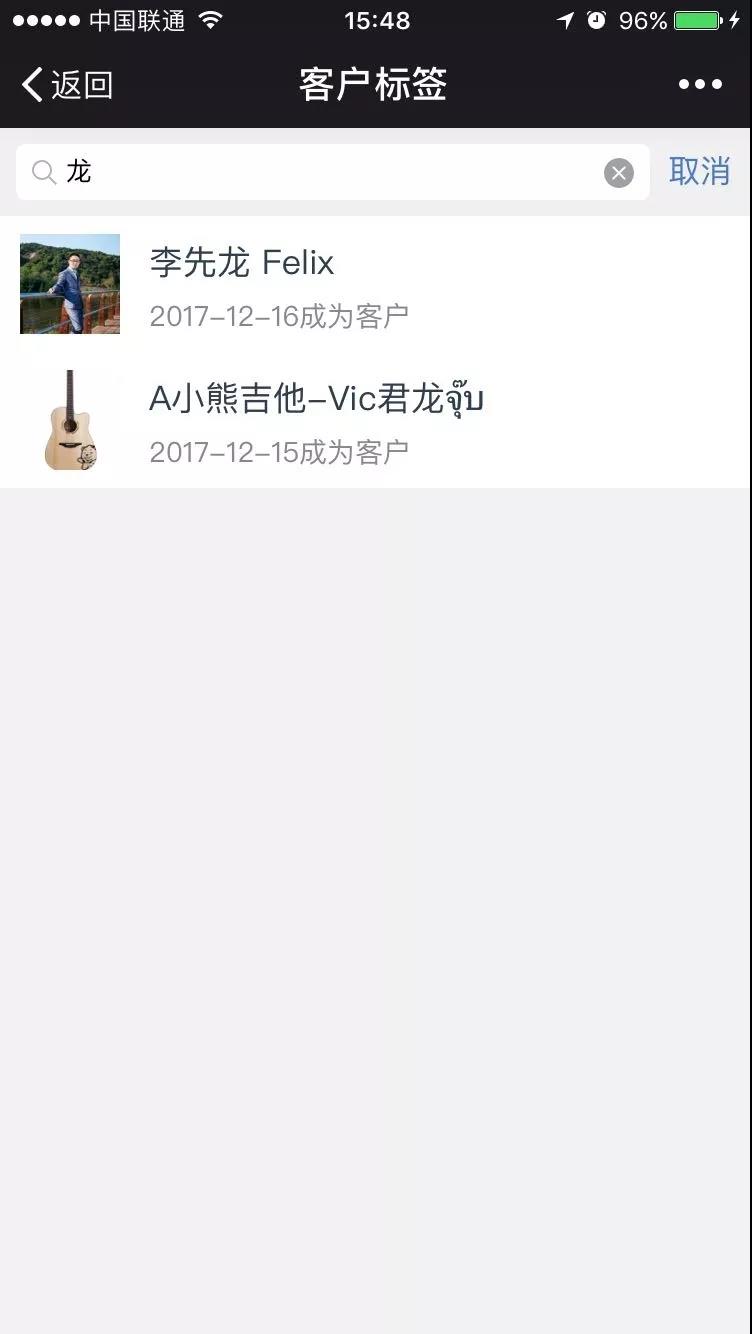 中国联通 15:48 96%
返回 客户标签
龙 取消
李先龙 Felix
2017-12-16成为客户
A小熊吉他-Vic君龙จุ๊บ
2017-12-15成为客户